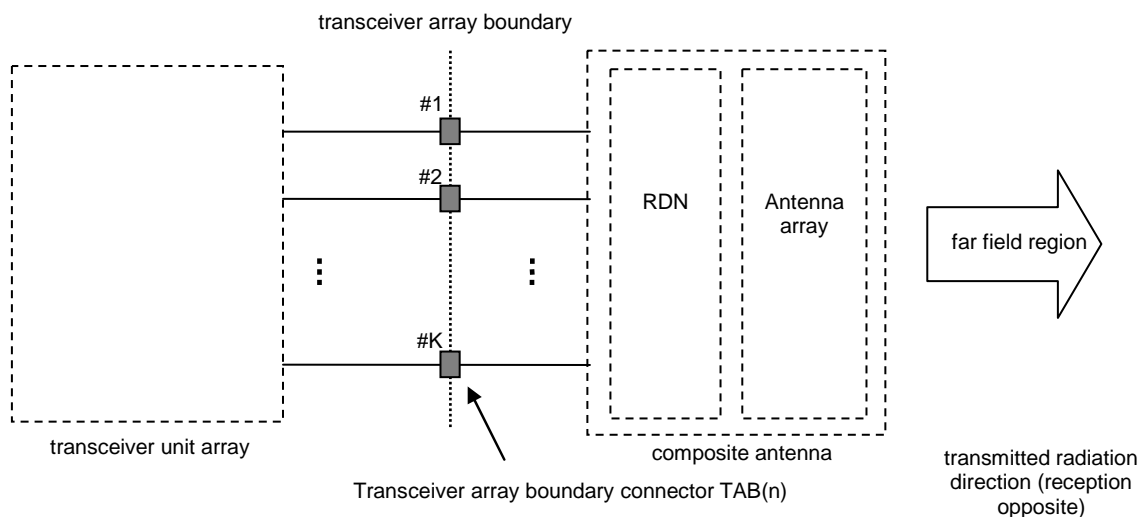 transceiver array boundary
#1
#2
#K
RDN
Antenna
array
far field region
transceiver unit array
composite antenna
Transceiver array boundary connector TAB(n)
transmitted radiation
direction (reception
opposite)